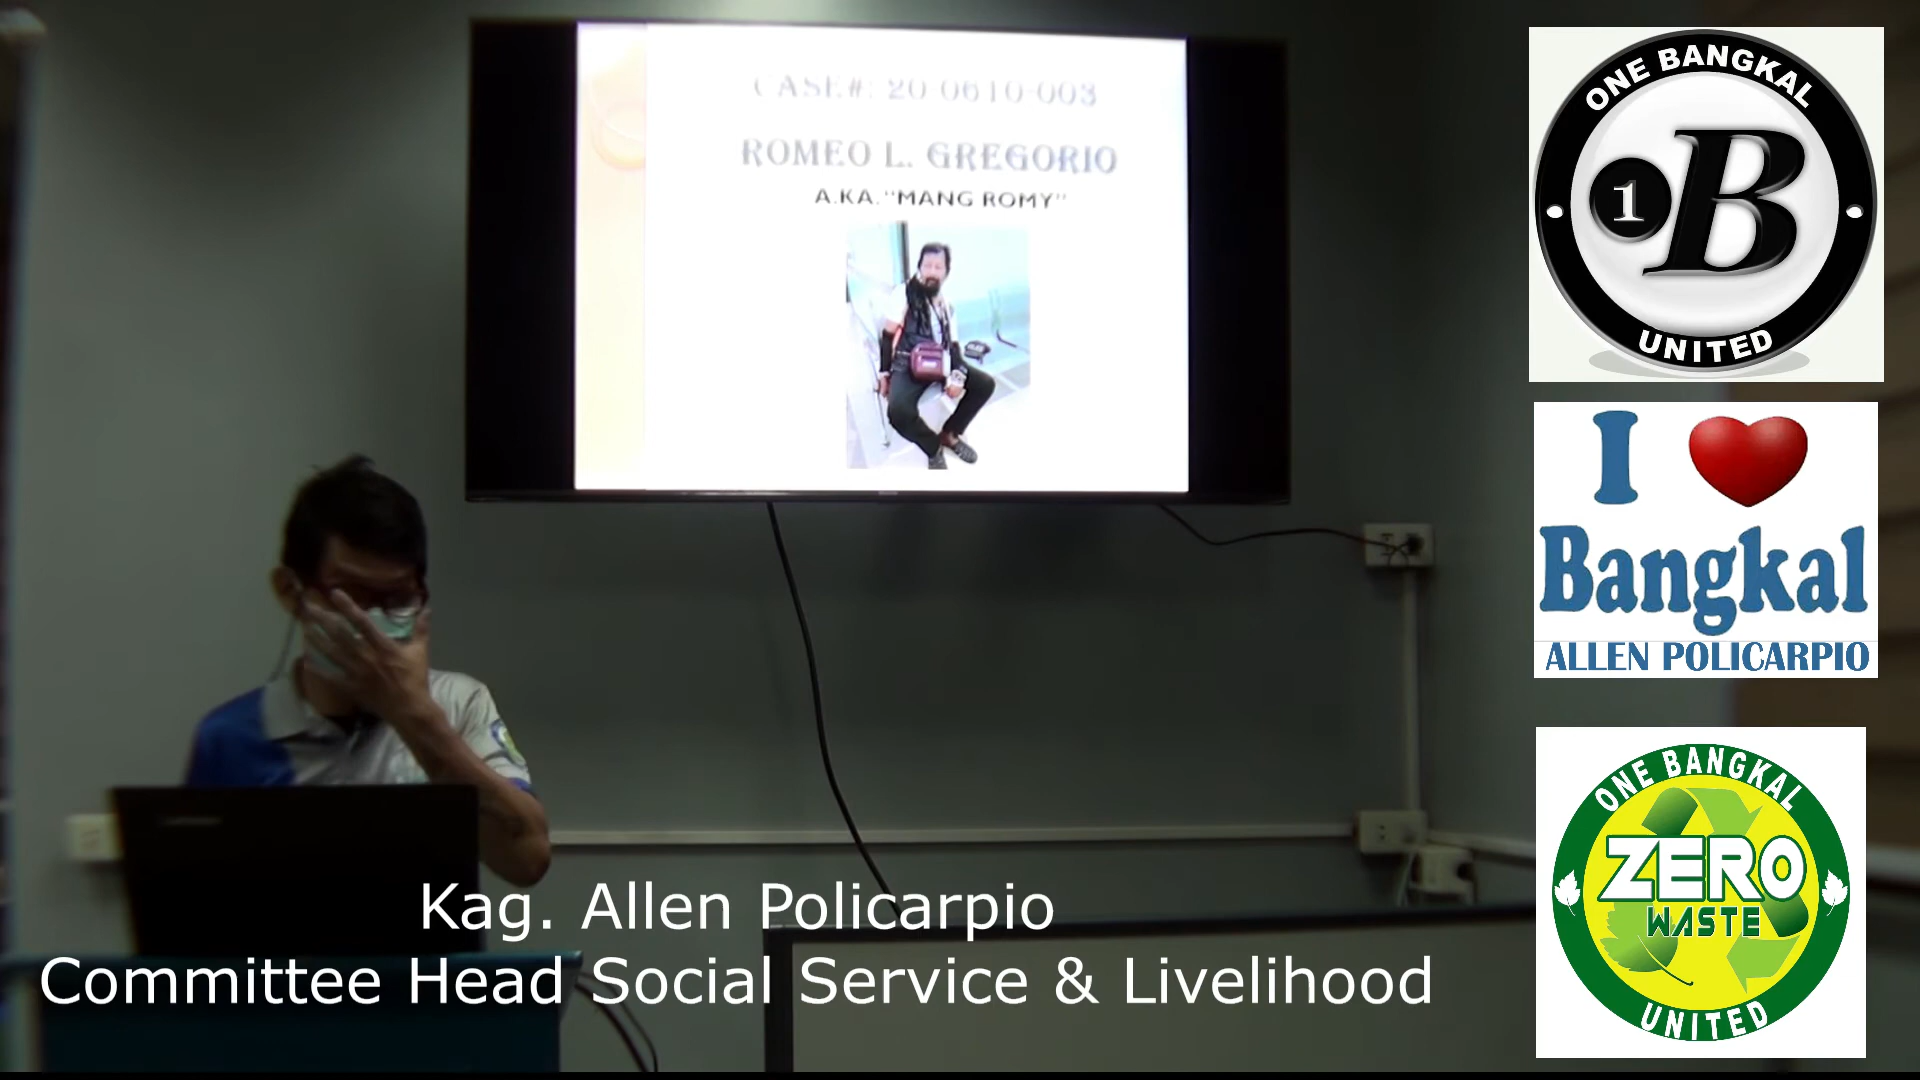 CASE#: 20-0610-003
ROMEO L. GREGORIO
A.KA. "MANG ROMY"
ONE BANGKAL
1B
UNITED
I
Bangkal
ALLEN POLICARPIO
ONE BANGKAL
ZERO
WASTE
UNITED
Kag. Allen Policarpio
Committee Head Social Service & Livelihood